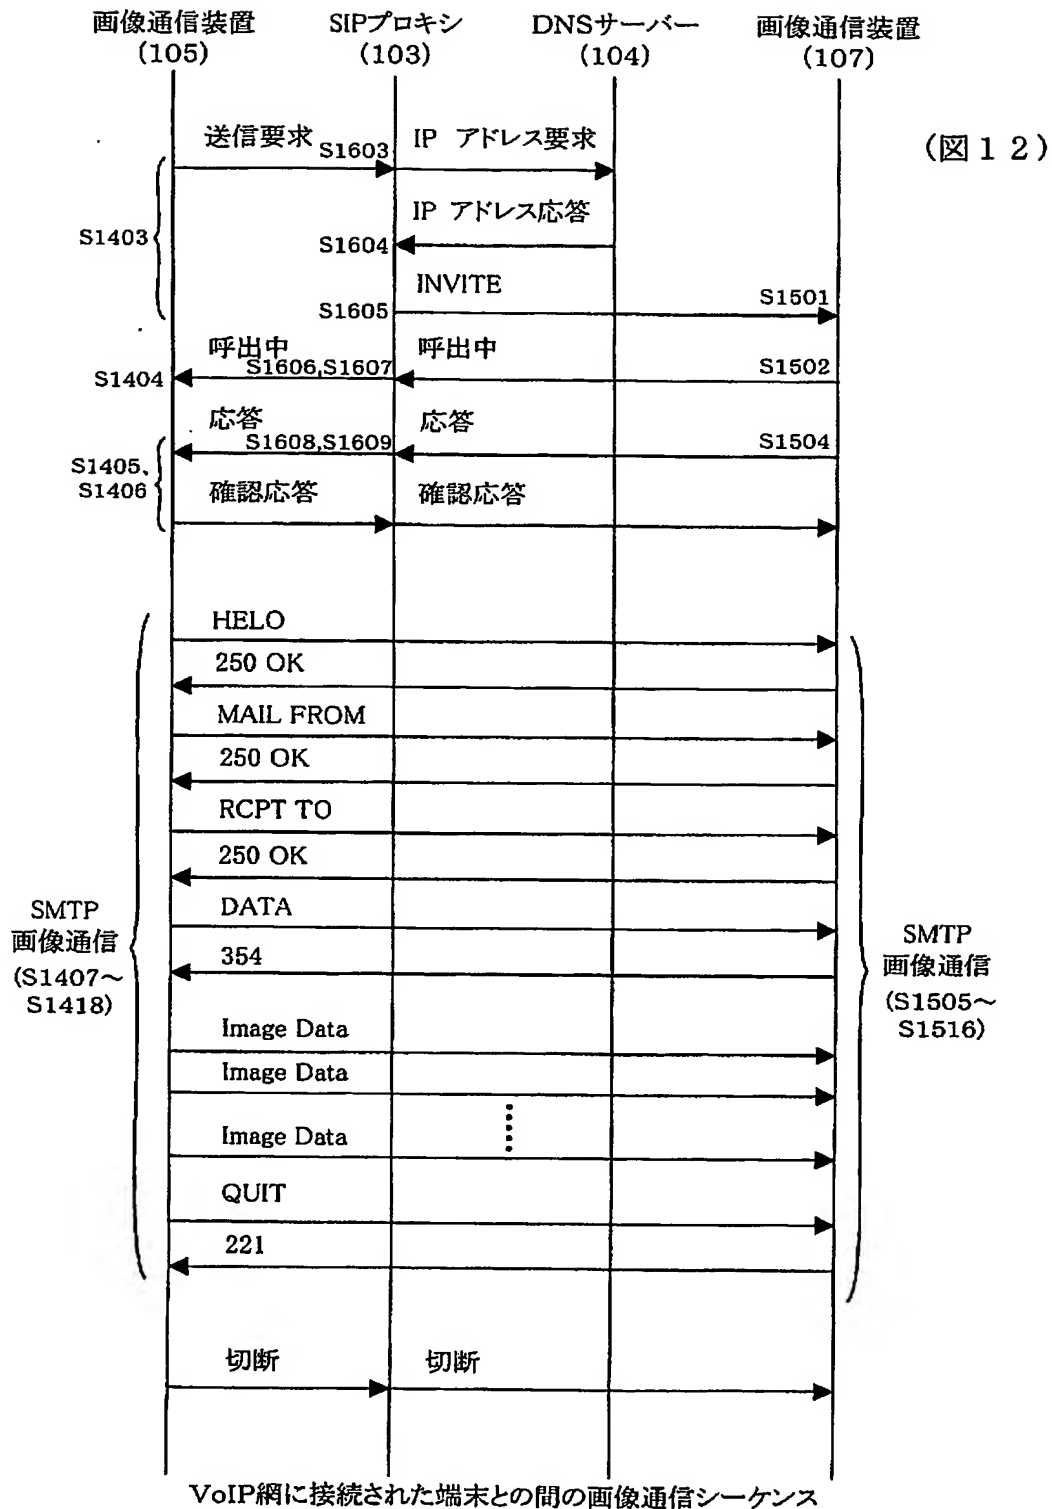 画像通信装置
(105)
SIPプロキシ
(103)
DNSサーバー
(104)
画像通信装置
(107)
(図12)
送信要求
S1603
IP アドレス要求
S1403
IP アドレス応答
S1604
INVITE
S1605
S1501
呼出中
呼出中
S1404
S1606,S1607
S1502
応答
応答
S1608,S1609
S1504
S1405、
S1406
確認応答
確認応答
HELO
250 OK
MAIL FROM
250 OK
RCPT TO
250 OK
DATA
354
SMTP
画像通信
(S1407～
S1418)
SMTP
画像通信
(S1505～
S1516)
Image Data
Image Data
Image Data
QUIT
221
切断
切断
VoIP網に接続された端末との間の画像通信シーケンス